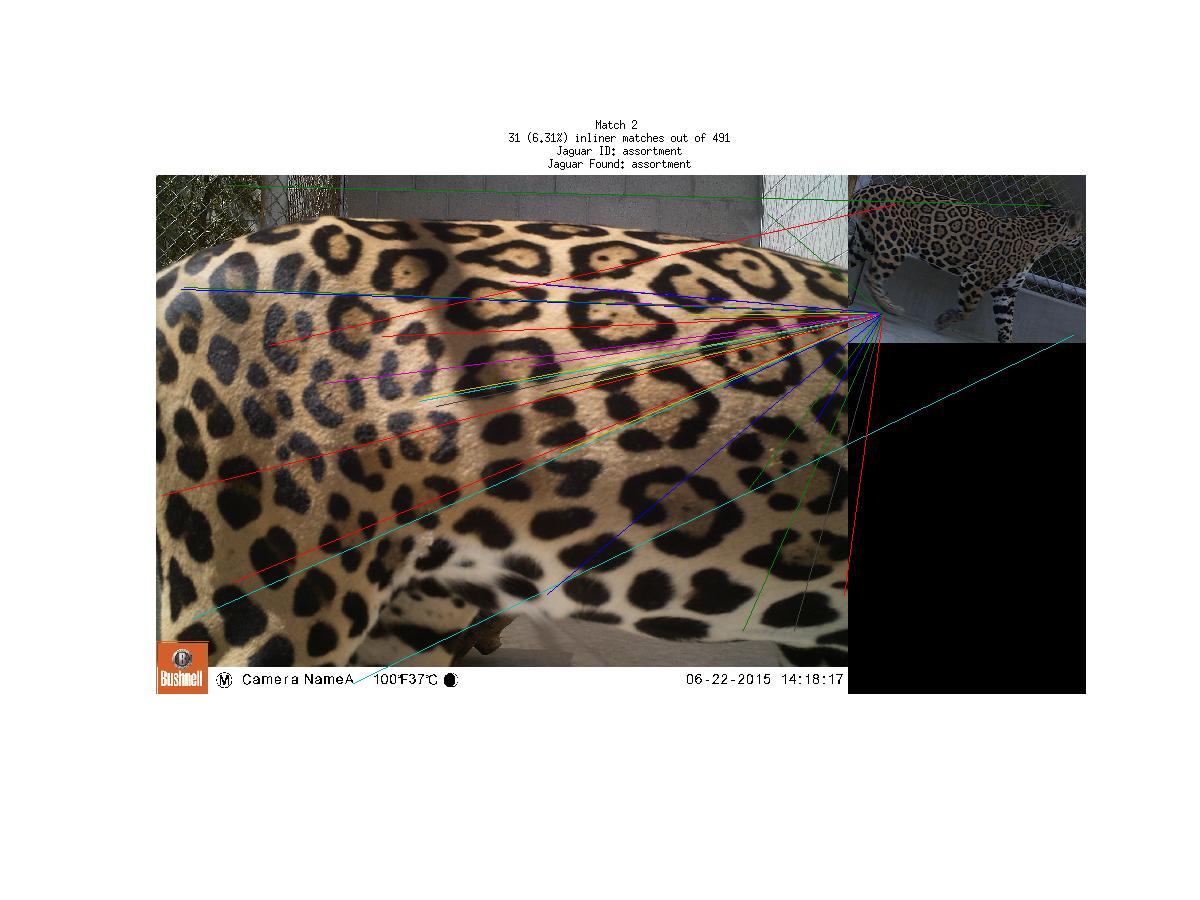 Match 2
31 (6.31%) inliner matches out of 491
Jaguar ID: assortment
Jaguar Found: assortment
B
Bushnell
M Camera NameA 100°F37°C 06-22-2015 14:18:17